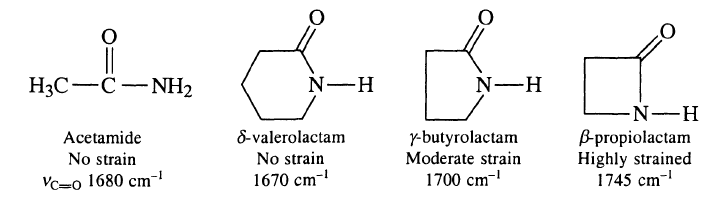 O
O
O
H₃C—C—NH₂
N—H
N—H
O
N—H
Acetamide
δ-valerolactam
γ-butyrolactam
β-propiolactam
No strain
No strain
Moderate strain
Highly strained
νC=O 1680 cm⁻¹
1670 cm⁻¹
1700 cm⁻¹
1745 cm⁻¹